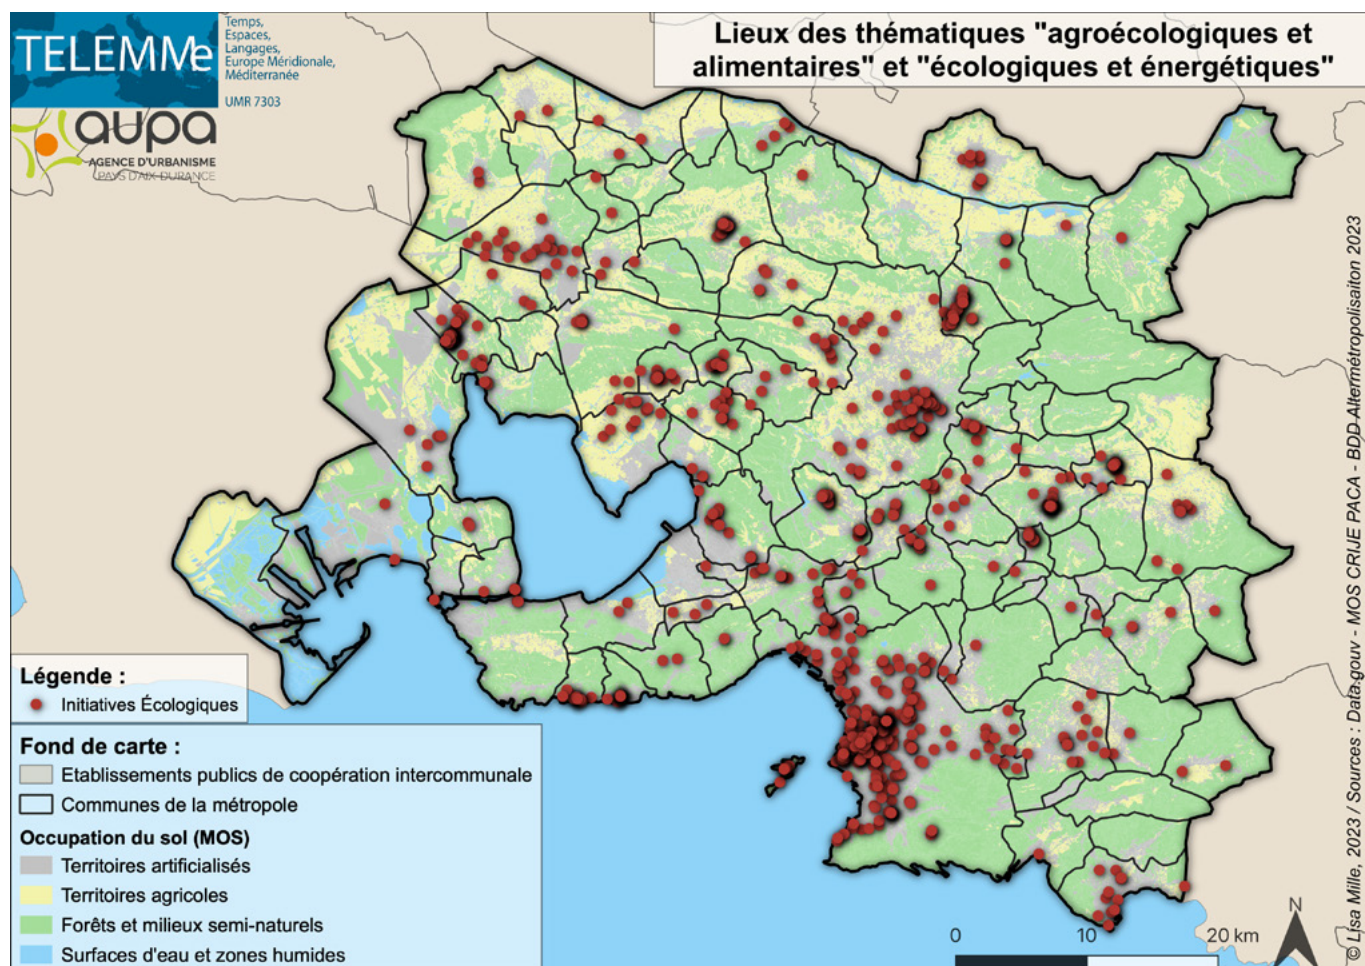 TELEMMe
Temps,
Espaces,
Langages,
Europe Méridionale,
Méditerranée
UMR 7303
aupa
AGENCE D'URBANISME
PAYS D'AIX-DURANCE
Lieux des thématiques "agroécologiques et
alimentaires" et "écologiques et énergétiques"
Légende :
Initiatives Écologiques
Fond de carte :
Etablissements publics de coopération intercommunale
Communes de la métropole
Occupation du sol (MOS)
Territoires artificialisés
Territoires agricoles
Forêts et milieux semi-naturels
Surfaces d'eau et zones humides
0 10 20 km
N
© Lisa Mille, 2023 / Sources : Data.gouv - MOS CRIJE PACA - BDD Altermétropolisaiton 2023